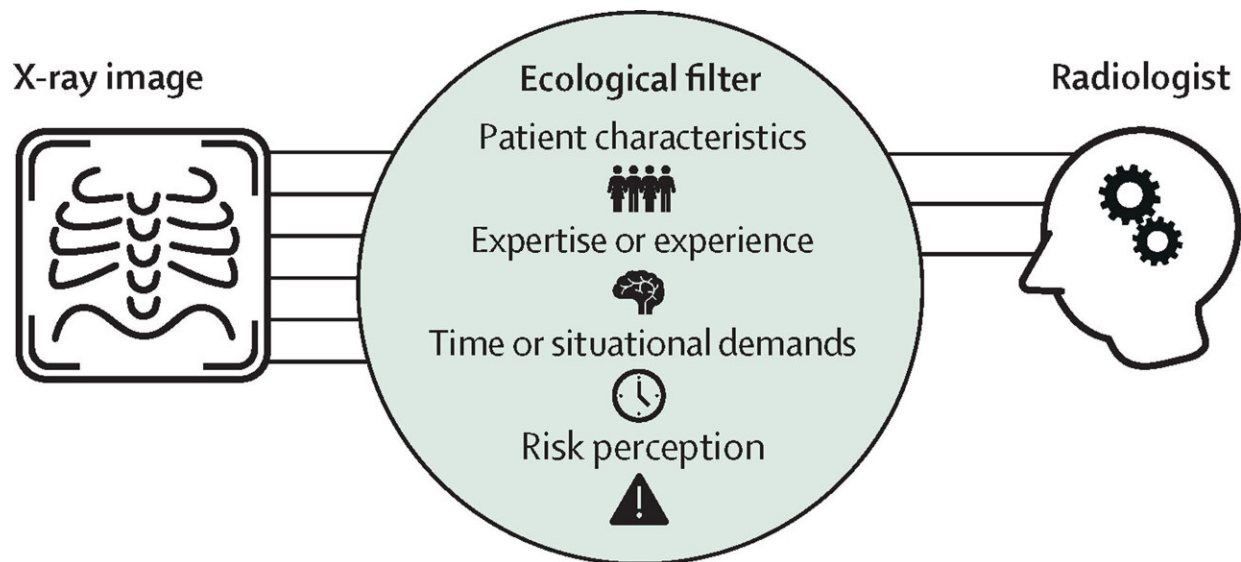 X-ray image
Ecological filter
Patient characteristics
Expertise or experience
Time or situational demands
Risk perception
Radiologist